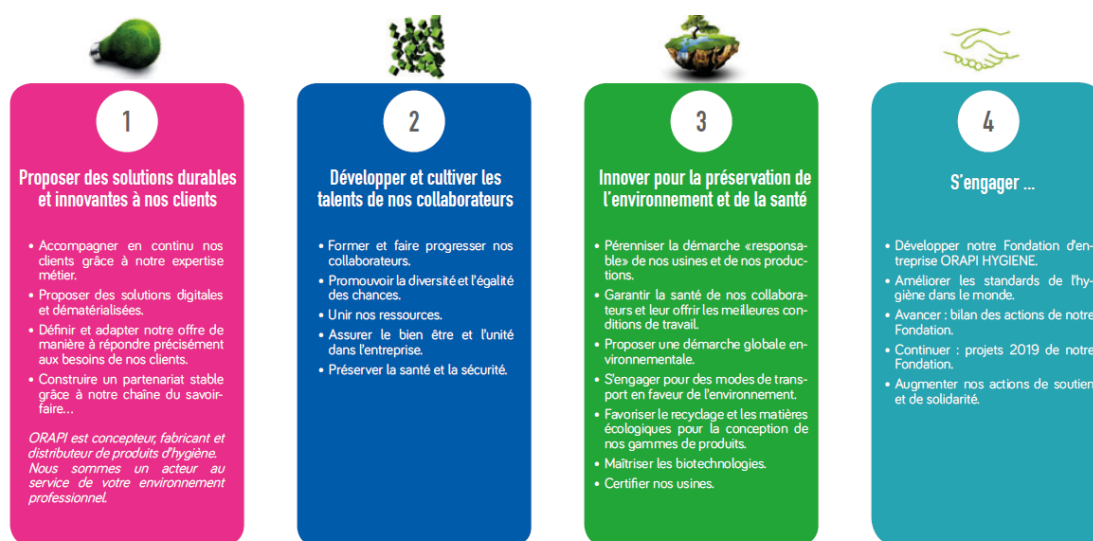 1
Proposer des solutions durables
et innovantes à nos clients
• Accompagner en continu nos
clients grâce à notre expertise
métier.
• Proposer des solutions digitales
et dématérialisées.
• Définir et adapter notre offre de
manière à répondre précisément
aux besoins de nos clients.
• Construire un partenariat stable
grâce à notre chaîne du savoir-
faire...
ORAPI est concepteur, fabricant et
distributeur de produits d'hygiène.
Nous sommes un acteur au
service de votre environnement
professionnel.
2
Développer et cultiver les
talents de nos collaborateurs
• Former et faire progresser nos
collaborateurs.
• Promouvoir la diversité et l'égalité
des chances.
• Unir nos ressources.
• Assurer le bien être et l'unité
dans l'entreprise.
• Préserver la santé et la sécurité.
3
Innover pour la préservation de
l'environnement et de la santé
• Pérenniser la démarche «responsa-
ble» de nos usines et de nos produc-
tions.
• Garantir la santé de nos collabora-
teurs et leur offrir les meilleures con-
ditions de travail.
• Proposer une démarche globale en-
vironnementale.
• S'engager pour des modes de trans-
port en faveur de l'environnement.
• Favoriser le recyclage et les matières
écologiques pour la conception de
nos gammes de produits.
• Maîtriser les biotechnologies.
• Certifier nos usines.
4
S'engager ...
• Développer notre Fondation d'en-
treprise ORAPI HYGIENE.
• Améliorer les standards de l'hy-
giène dans le monde.
• Avancer : bilan des actions de notre
Fondation.
• Continuer : projets 2019 de notre
Fondation.
• Augmenter nos actions de soutien
et de solidarité.